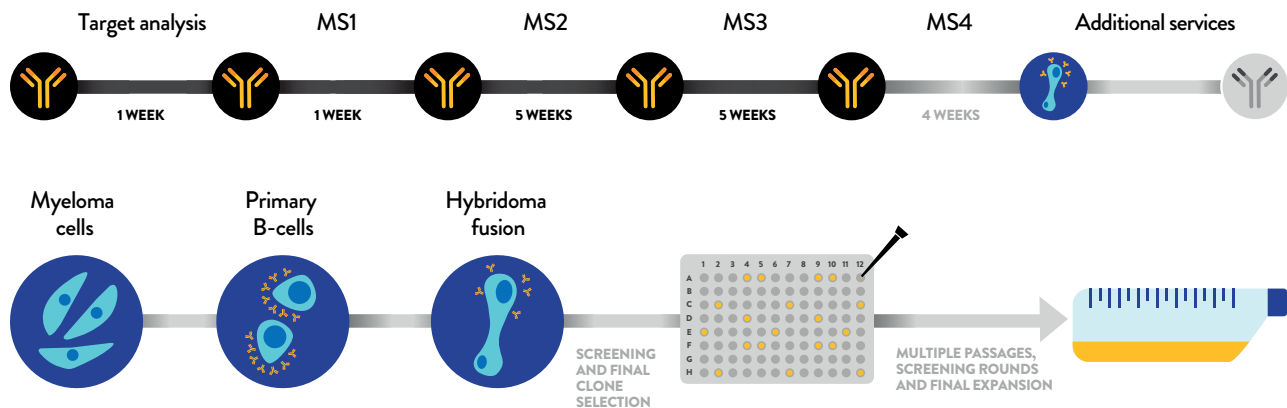 Target analysis
MS1
MS2
MS3
MS4
Additional services
1 WEEK
1 WEEK
5 WEEKS
5 WEEKS
4 WEEKS
Myeloma
cells
Primary
B-cells
Hybridoma
fusion
SCREENING
AND FINAL
CLONE
SELECTION
1 2 3 4 5 6 7 8 9 10 11 12
A
B
C
D
E
F
G
H
MULTIPLE PASSAGES,
SCREENING ROUNDS
AND FINAL EXPANSION